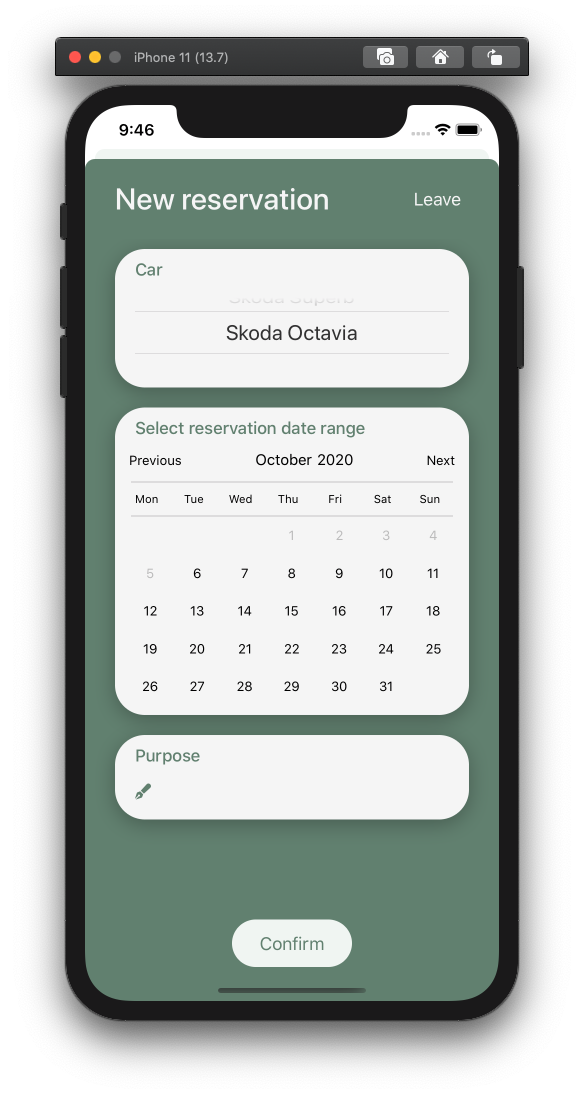 iPhone 11 (13.7)
9:46
New reservation
Leave
Car
Skoda Superb
Skoda Octavia
Select reservation date range
Previous October 2020 Next
Mon Tue Wed Thu Fri Sat Sun
1 2 3 4
5 6 7 8 9 10 11
12 13 14 15 16 17 18
19 20 21 22 23 24 25
26 27 28 29 30 31
Purpose
Confirm